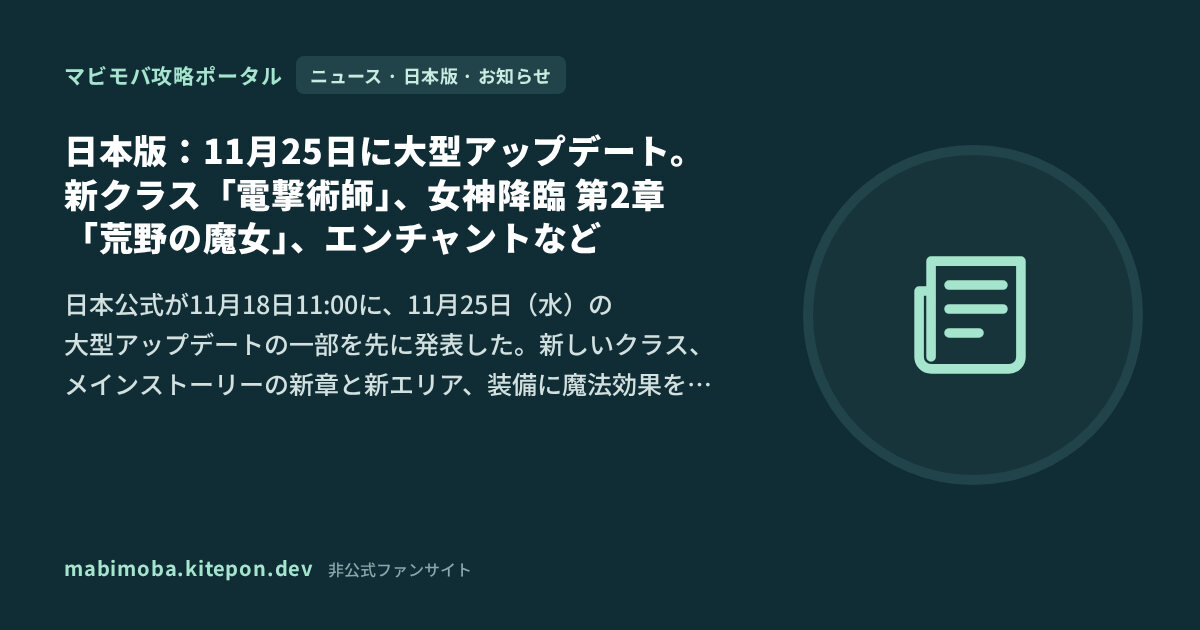 マビモバ攻略ポータル
ニュース · 日本版 · お知らせ
日本版：11月25日に大型アップデート。
新クラス「電撃術師」、女神降臨 第2章
「荒野の魔女」、エンチャントなど
日本公式が11月18日11:00に、11月25日（水）の
大型アップデートの一部を先に発表した。新しいクラス、
メインストーリーの新章と新エリア、装備に魔法効果を…
mabimoba.kitepon.dev
非公式ファンサイト